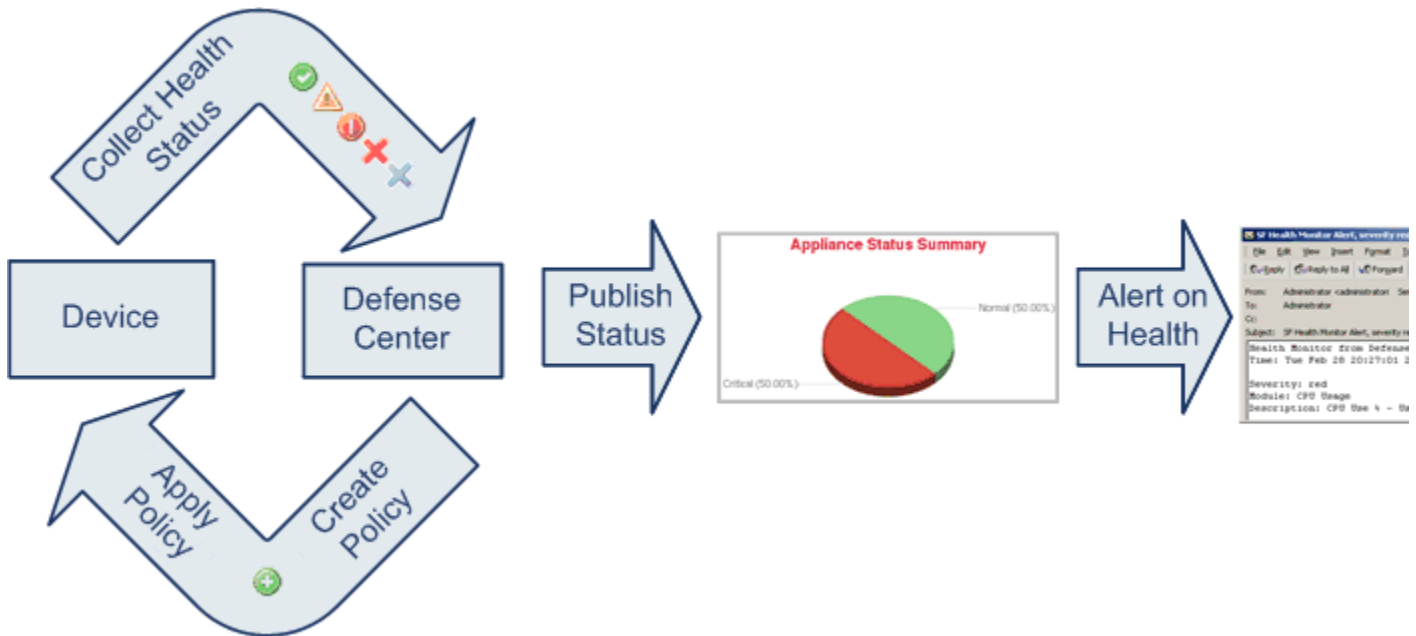 Collect Health
Status
Device
Defense
Center
Apply
Policy
Create
Policy
Publish
Status
Appliance Status Summary
Normal (50.00%)
Critical (50.00%)
Alert on
Health
SF Health Monitor Alert, severity red
File Edit View Insert Format
Reply Reply to All Forward
From: Administrator <administrator>
To: Administrator
Cc:
Subject: SF Health Monitor Alert, severity
Health Monitor from Defense
Time: Tue Feb 28 20:27:01 2
Severity: red
Module: CPU Usage
Description: CPU Use % -